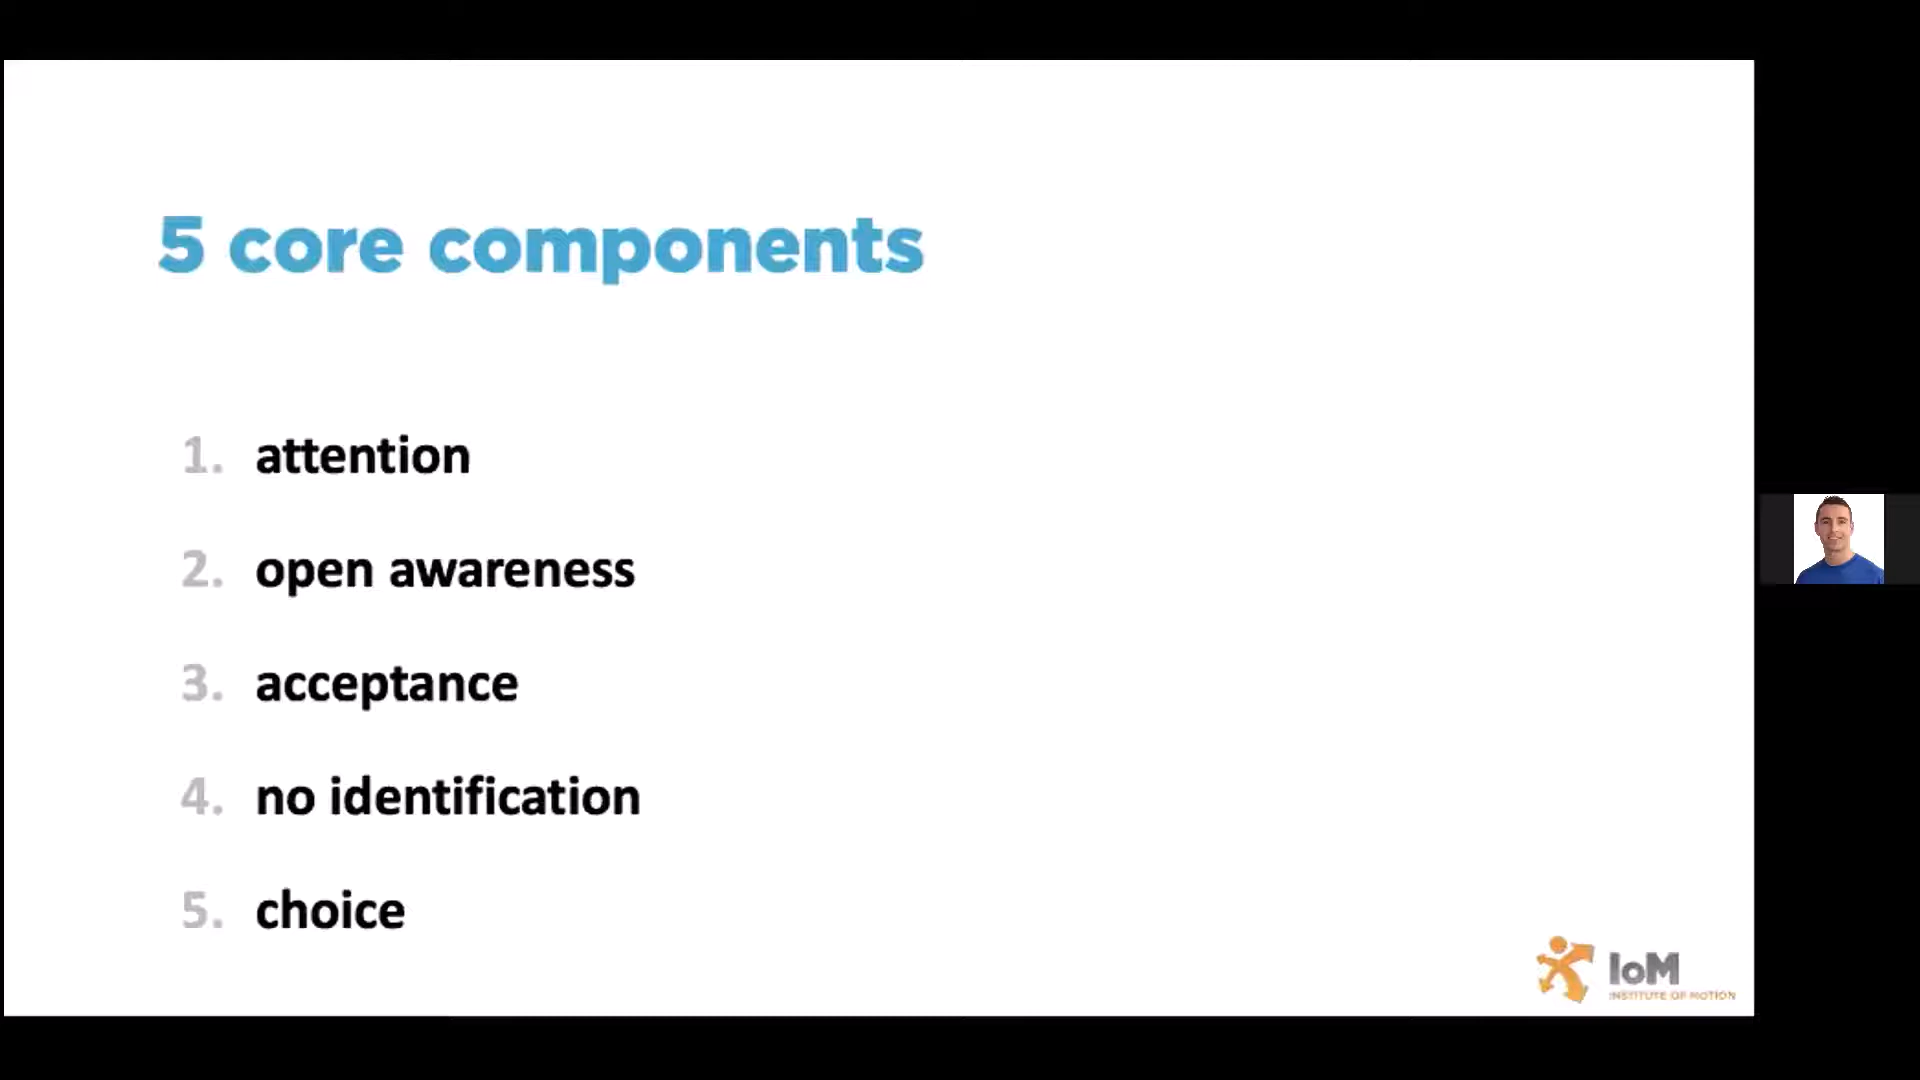 5 core components
1. attention
2. open awareness
3. acceptance
4. no identification
5. choice
IoM
INSTITUTE OF MOTION